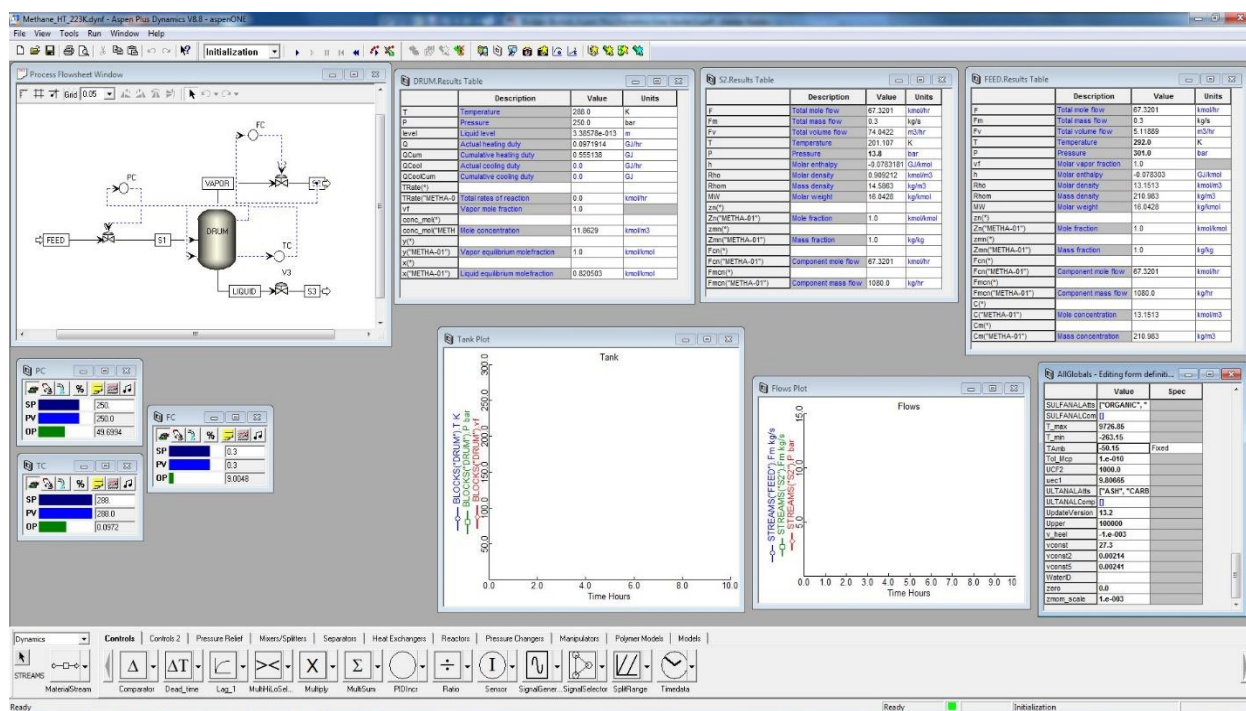 Methane_HT_223K.dynf - Aspen Plus Dynamics V8.8 - aspenONE
File View Tools Run Window Help
Initialization
Process Flowsheet Window
Grid 0.05
FC
PC
VAPOR
DRUM
FEED
S1
TC
V3
LIQUID
S3
DRUM.Results Table
Description Value Units
T Temperature 288.0 K
P Pressure 250.0 bar
level Liquid level 3.38578e-013 m
Q Actual heating duty 0.0971914 GJ/hr
QCum Cumulative heating duty 0.555138 GJ
QCool Actual cooling duty 0.0 GJ/hr
QCoolCum Cumulative cooling duty 0.0 GJ
TRate(*)
TRate("METHA-0 Total rates of reaction 0.0 kmol/hr
vf Vapor mole fraction 1.0
conc_mol(*)
conc_mol("METH Mole concentration 11.8629 kmol/m3
y(*)
y("METHA-01") Vapor equilibrium molefraction 1.0 kmol/kmol
x(*)
x("METHA-01") Liquid equilibrium molefraction 0.820503 kmol/kmol
S2.Results Table
Description Value Units
F Total mole flow 67.3201 kmol/hr
Fm Total mass flow 0.3 kg/s
Fv Total volume flow 74.0422 m3/hr
T Temperature 201.107 K
P Pressure 13.8 bar
h Molar enthalpy -0.0783181 GJ/kmol
Rho Molar density 0.909212 kmol/m3
Rhom Mass density 14.5863 kg/m3
MW Molar weight 16.0428 kg/kmol
zn(*)
Zn("METHA-01") Mole fraction 1.0 kmol/kmol
zmn(*)
Zmn("METHA-01") Mass fraction 1.0 kg/kg
Fcn(*)
Fcn("METHA-01") Component mole flow 67.3201 kmol/hr
Fmcn(*)
Fmcn("METHA-01") Component mass flow 1080.0 kg/hr
FEED.Results Table
Description Value Units
F Total mole flow 67.3201 kmol/hr
Fm Total mass flow 0.3 kg/s
Fv Total volume flow 5.11889 m3/hr
T Temperature 292.0 K
P Pressure 301.0 bar
vf Molar vapor fraction 1.0
h Molar enthalpy -0.078303 GJ/kmol
Rho Molar density 13.1513 kmol/m3
Rhom Mass density 210.983 kg/m3
MW Molar weight 16.0428 kg/kmol
zn(*)
Zn("METHA-01") Mole fraction 1.0 kmol/kmol
zmn(*)
Zmn("METHA-01") Mass fraction 1.0 kg/kg
Fcn(*)
Fcn("METHA-01") Component mole flow 67.3201 kmol/hr
Fmcn(*)
Fmcn("METHA-01") Component mass flow 1080.0 kg/hr
C(*)
C("METHA-01") Mole concentration 13.1513 kmol/m3
Cm(*)
Cm("METHA-01") Mass concentration 210.983 kg/m3
PC
%
SP 250.
PV 250.0
OP 49.6994
FC
%
SP 0.3
PV 0.3
OP 9.0048
TC
%
SP 288.
PV 288.0
OP 0.0972
Tank Plot
Tank
BLOCKS("DRUM").T K
BLOCKS("DRUM").P bar
BLOCKS("DRUM").vf
50.0 100.0 150.0 200.0 250.0 300.0
0.0 2.0 4.0 6.0 8.0 10.0
Time Hours
Flows Plot
Flows
STREAMS("FEED").Fm kg/s
STREAMS("S2").Fm kg/s
STREAMS("S2").P bar
5.0 10.0 15.0
0.0 1.0 2.0 3.0 4.0 5.0 6.0 7.0 8.0 9.0 10
Time Hours
AllGlobals - Editing form definiti...
Value Spec
SULFANALAtts ["ORGANIC", "
SULFANALCom []
T_max 9726.85
T_min -263.15
TAmb -50.15 Fixed
Tol_Mcp 1.e-010
UCF2 1000.0
uec1 9.80665
ULTANALAtts ["ASH", "CARB
ULTANALComp []
UpdateVersion 13.2
Upper 100000
v_heel -1.e-003
vconst 27.3
vconst2 0.00214
vconst5 0.00241
WaterID
zero 0.0
zmom_scale 1.e-003
Dynamics
Controls Controls 2 Pressure Relief Mixers/Splitters Separators Heat Exchangers Reactors Pressure Changers Manipulators Polymer Models Models
STREAMS
MaterialStream Comparator Dead_time Lag_1 MultiHiLoSel... Multiply MultiSum PIDIncr Ratio Sensor SignalGener... SignalSelector SplitRange Timedata
Ready Ready Initialization